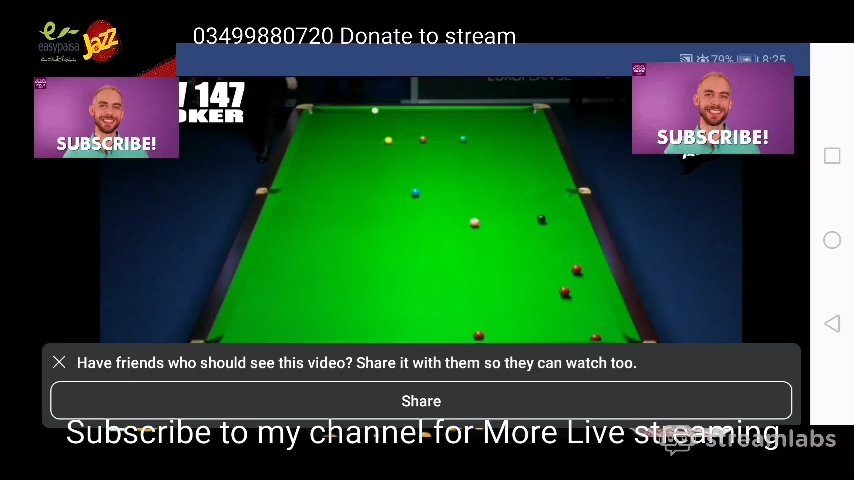 easypaisa
Jazz
03499880720 Donate to stream
79% 8:25
147
SUBSCRIBE!
SUBSCRIBE!
Have friends who should see this video? Share it with them so they can watch too.
Share
Subscribe to my channel for More Live streaming
streamlabs